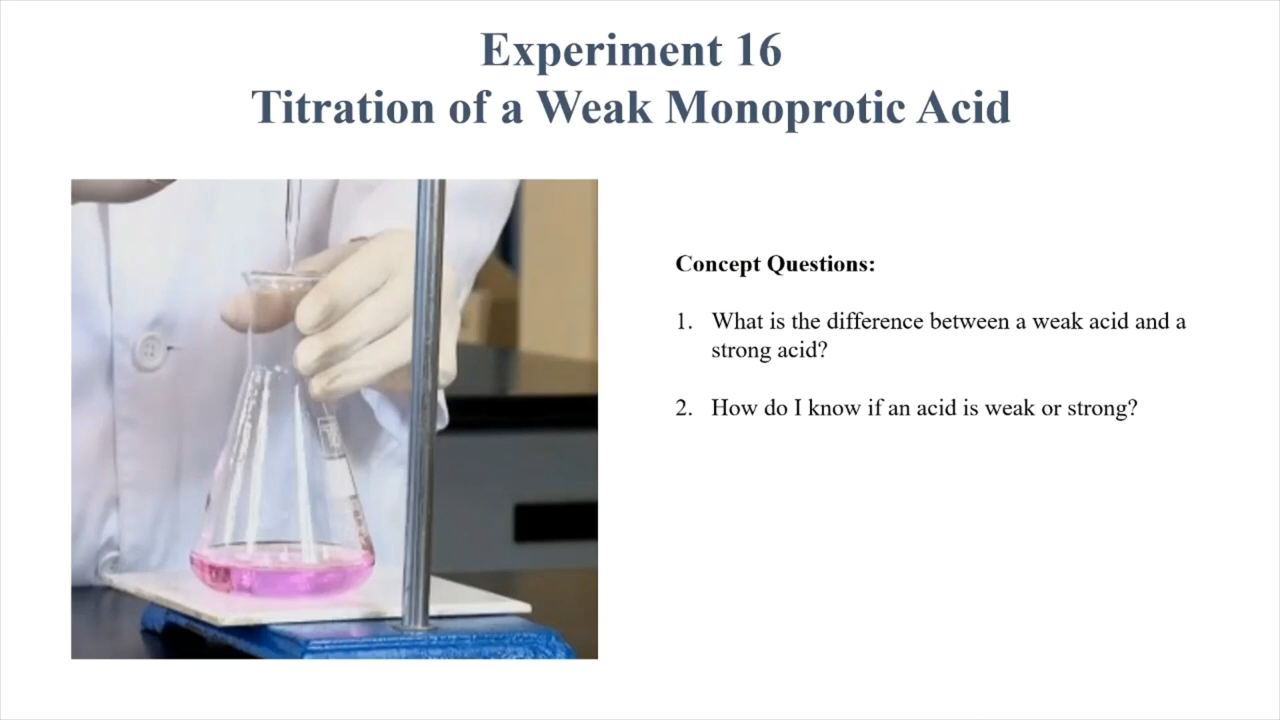 Experiment 16
Titration of a Weak Monoprotic Acid
Concept Questions:
1. What is the difference between a weak acid and a
strong acid?
2. How do I know if an acid is weak or strong?